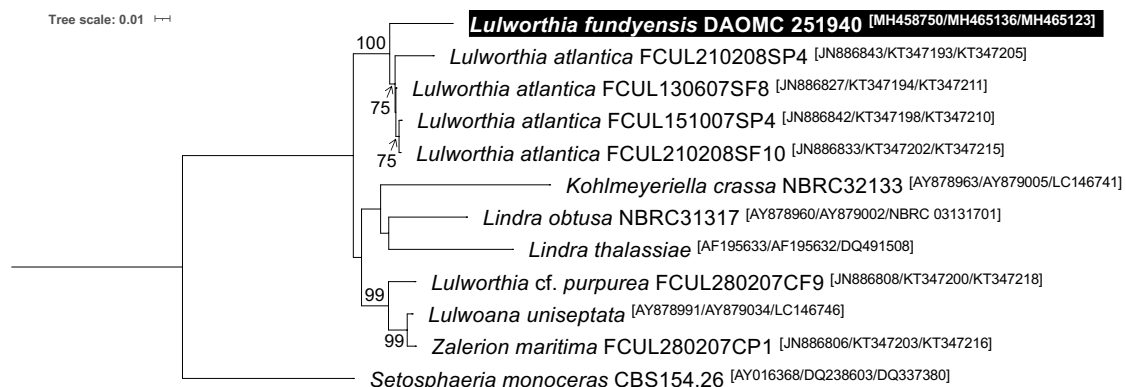 Tree scale: 0.01
Lulworthia fundyensis DAOMC 251940 [MH458750/MH465136/MH465123]
100
Lulworthia atlantica FCUL210208SP4 [JN886843/KT347193/KT347205]
Lulworthia atlantica FCUL130607SF8 [JN886827/KT347194/KT347211]
75
Lulworthia atlantica FCUL151007SP4 [JN886842/KT347198/KT347210]
Lulworthia atlantica FCUL210208SF10 [JN886833/KT347202/KT347215]
75
Kohlmeyeriella crassa NBRC32133 [AY878963/AY879005/LC146741]
Lindra obtusa NBRC31317 [AY878960/AY879002/NBRC 03131701]
Lindra thalassiae [AF195633/AF195632/DQ491508]
Lulworthia cf. purpurea FCUL280207CF9 [JN886808/KT347200/KT347218]
99
Lulwoana uniseptata [AY878991/AY879034/LC146746]
99
Zalerion maritima FCUL280207CP1 [JN886806/KT347203/KT347216]
Setosphaeria monoceras CBS154.26 [AY016368/DQ238603/DQ337380]